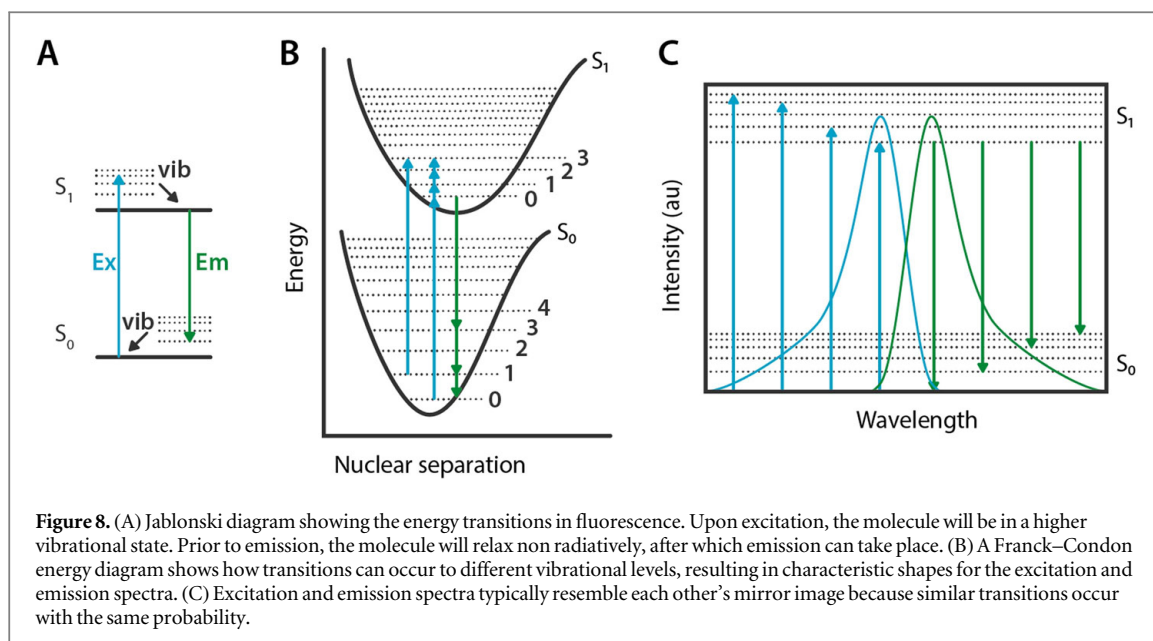 A
S1
vib
Ex
Em
S0
vib
B
Energy
S1
3
2
1
0
S0
4
3
2
1
0
Nuclear separation
C
Intensity (au)
S1
S0
Wavelength
Figure 8. (A) Jablonski diagram showing the energy transitions in fluorescence. Upon excitation, the molecule will be in a higher
vibrational state. Prior to emission, the molecule will relax non radiatively, after which emission can take place. (B) A Franck–Condon
energy diagram shows how transitions can occur to different vibrational levels, resulting in characteristic shapes for the excitation and
emission spectra. (C) Excitation and emission spectra typically resemble each other's mirror image because similar transitions occur
with the same probability.